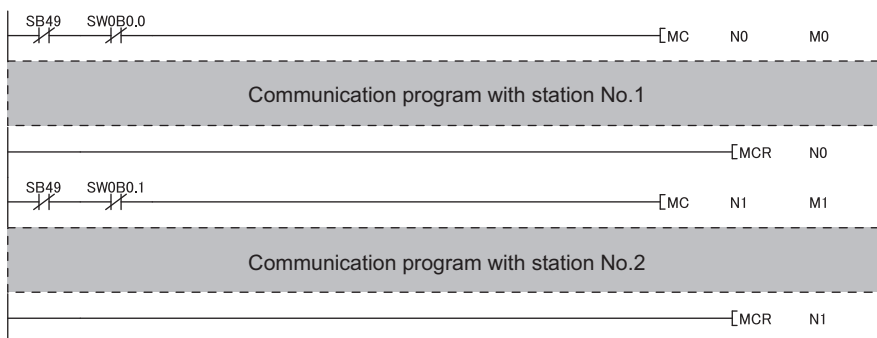 SB49 SW0B0.0
[MC N0 M0
Communication program with station No.1
[MCR N0
SB49 SW0B0.1
[MC N1 M1
Communication program with station No.2
[MCR N1